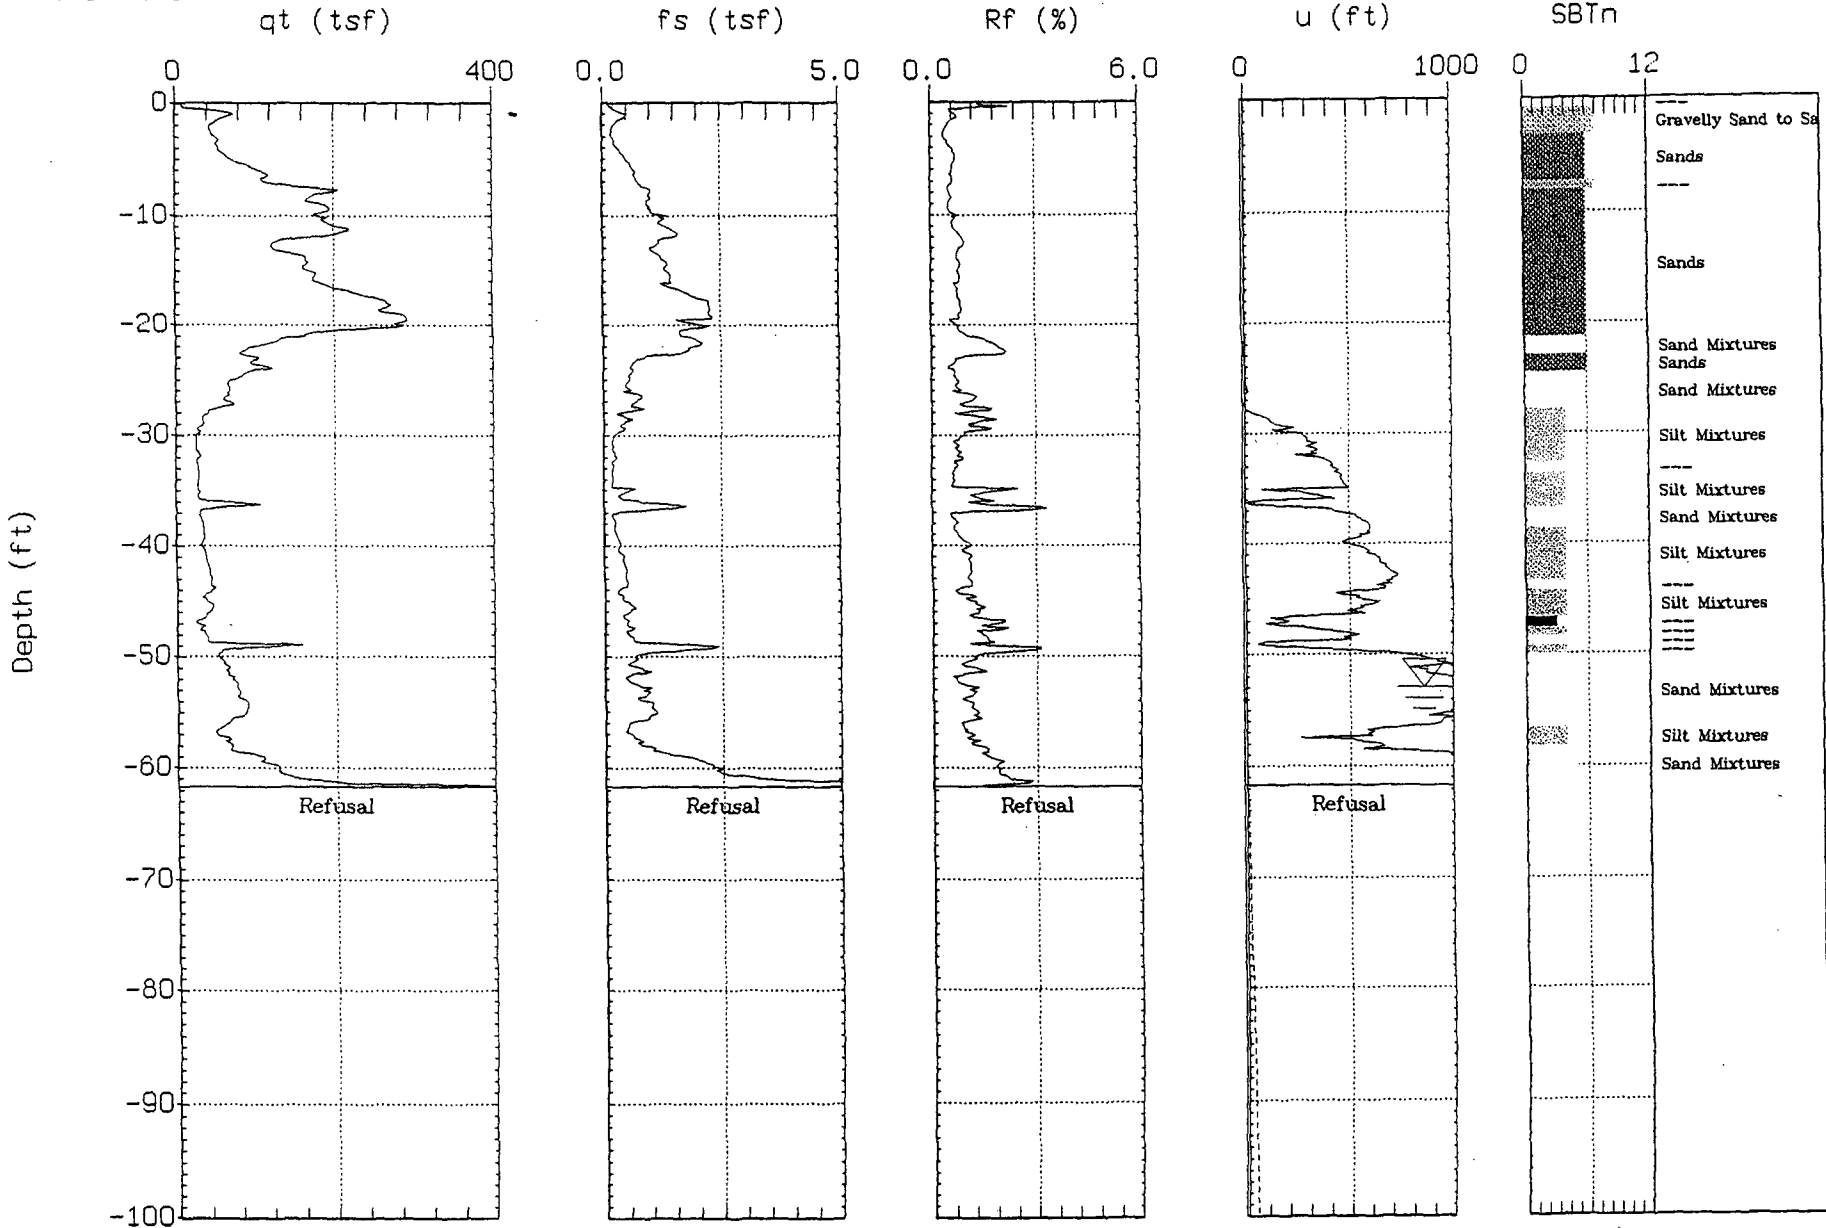 qt (tsf)
fs (tsf)
Rf (%)
u (ft)
SBTn
0 400
0.0 5.0
0.0 6.0
0 1000
0 12
Depth (ft)
0
-10
-20
-30
-40
-50
-60
-70
-80
-90
-100
---
Gravelly Sand to Sa
Sands
---
Sands
Sand Mixtures
Sands
Sand Mixtures
Silt Mixtures
---
Silt Mixtures
Sand Mixtures
Silt Mixtures
---
Silt Mixtures
---
---
---
---
Sand Mixtures
Silt Mixtures
Sand Mixtures
Refusal
Refusal
Refusal
Refusal